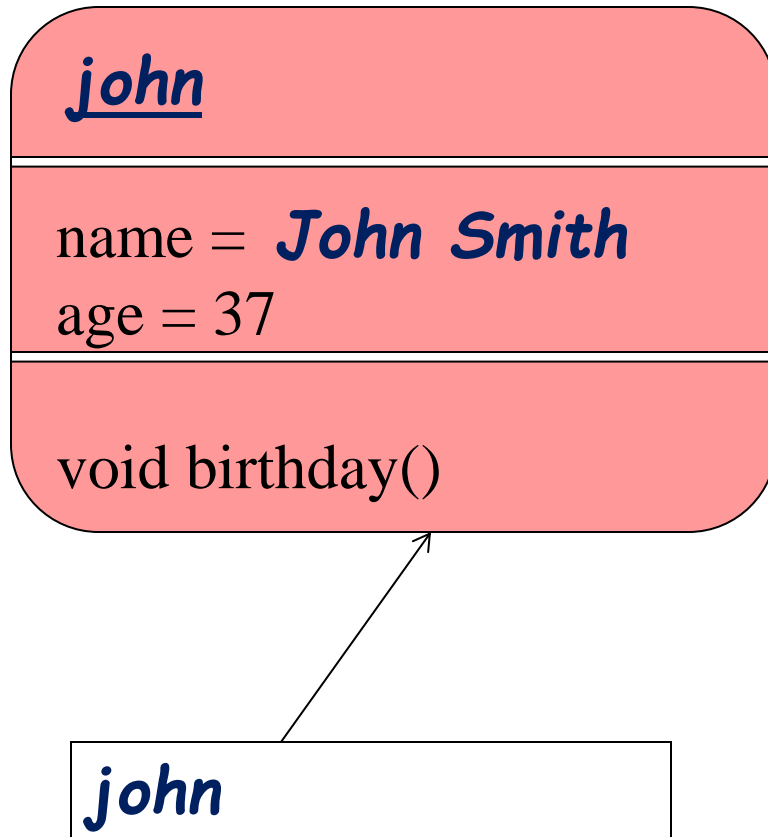 john
name = John Smith
age = 37
void birthday()
john